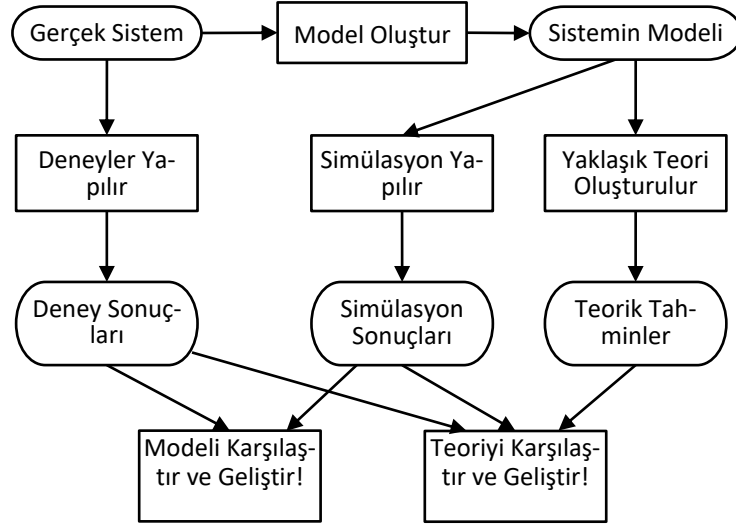 Gerçek Sistem
Model Oluştur
Sistemin Modeli
Deneyler Ya-
pılır
Simülasyon Ya-
pılır
Yaklaşık Teori
Oluşturulur
Deney Sonuç-
ları
Simülasyon
Sonuçları
Teorik Tah-
minler
Modeli Karşılaş-
tır ve Geliştir!
Teoriyi Karşılaş-
tır ve Geliştir!